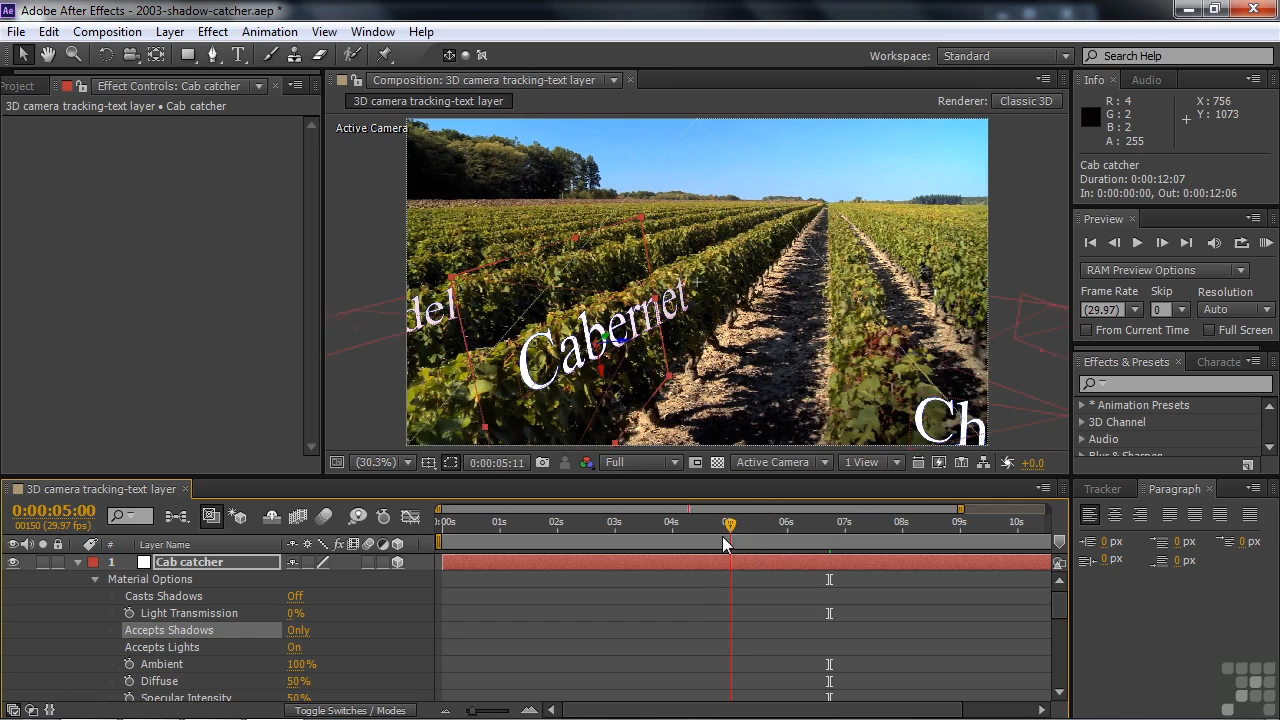 Adobe After Effects - 2003-shadow-catcher.aep *
File Edit Composition Layer Effect Animation View Window Help
Workspace: Standard
Search Help
Project
Effect Controls: Cab catcher
3D camera tracking-text layer • Cab catcher
Composition: 3D camera tracking-text layer
3D camera tracking-text layer
Renderer: Classic 3D
Active Camera
del
Cabernet
Ch
(30.3%)
0:00:05:11
Full
Active Camera
1 View
+0.0
Info
Audio
R : 4
G : 2
B : 2
A : 255
X : 756
Y : 1073
Cab catcher
Duration: 0:00:12:07
In: 0:00:00:00, Out: 0:00:12:06
Preview
RAM Preview Options
Frame Rate Skip Resolution
(29.97) 0 Auto
From Current Time Full Screen
Effects & Presets
Characte
* Animation Presets
3D Channel
Audio
Blur & Sharpen
3D camera tracking-text layer
0:00:05:00
00150 (29.97 fps)
:00s 01s 02s 03s 04s 05s 06s 07s 08s 09s 10s
# Layer Name
1 Cab catcher
Material Options
Casts Shadows Off
Light Transmission 0%
Accepts Shadows Only
Accepts Lights On
Ambient 100%
Diffuse 50%
Specular Intensity 50%
Toggle Switches / Modes
Tracker
Paragraph
0 px 0 px 0 px
0 px 0 px